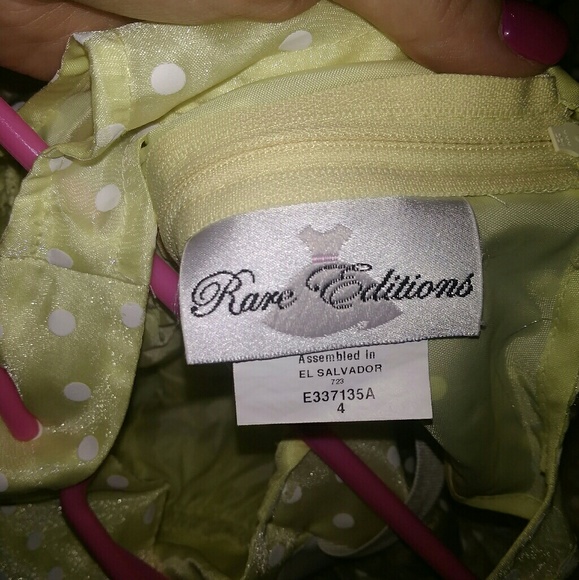 Rare Editions
Assembled in
EL SALVADOR
723
E337135A
4